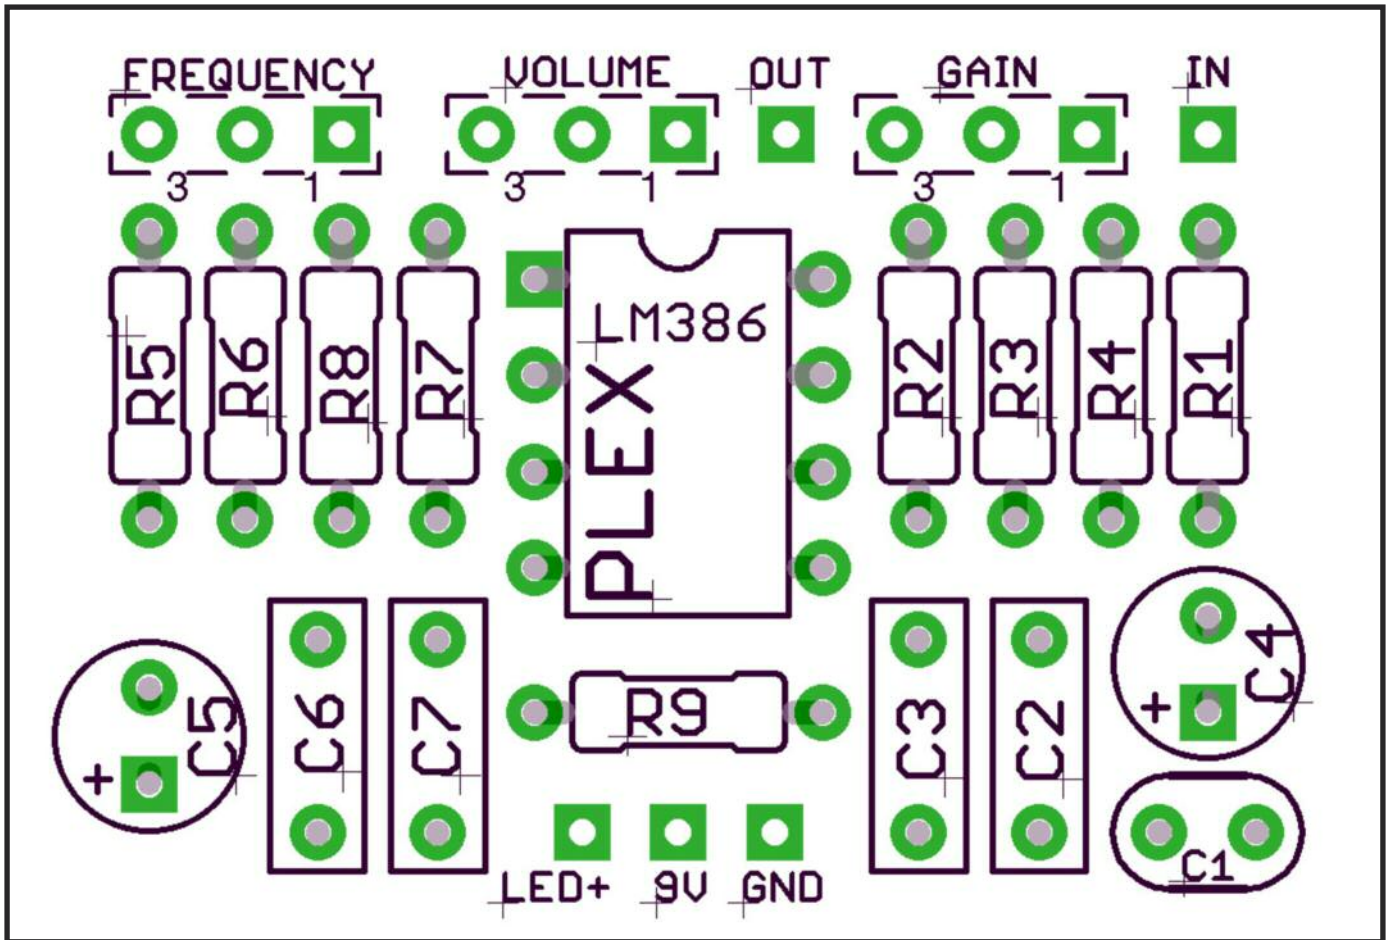 FREQUENCY VOLUME OUT GAIN IN
3 1 3 1 3 1
LM386
PLEX
R5 R6 R8 R7 R2 R3 R4 R1
C5 + C6 C7 R9 C3 C2 + C4
C1
LED+ 9V GND